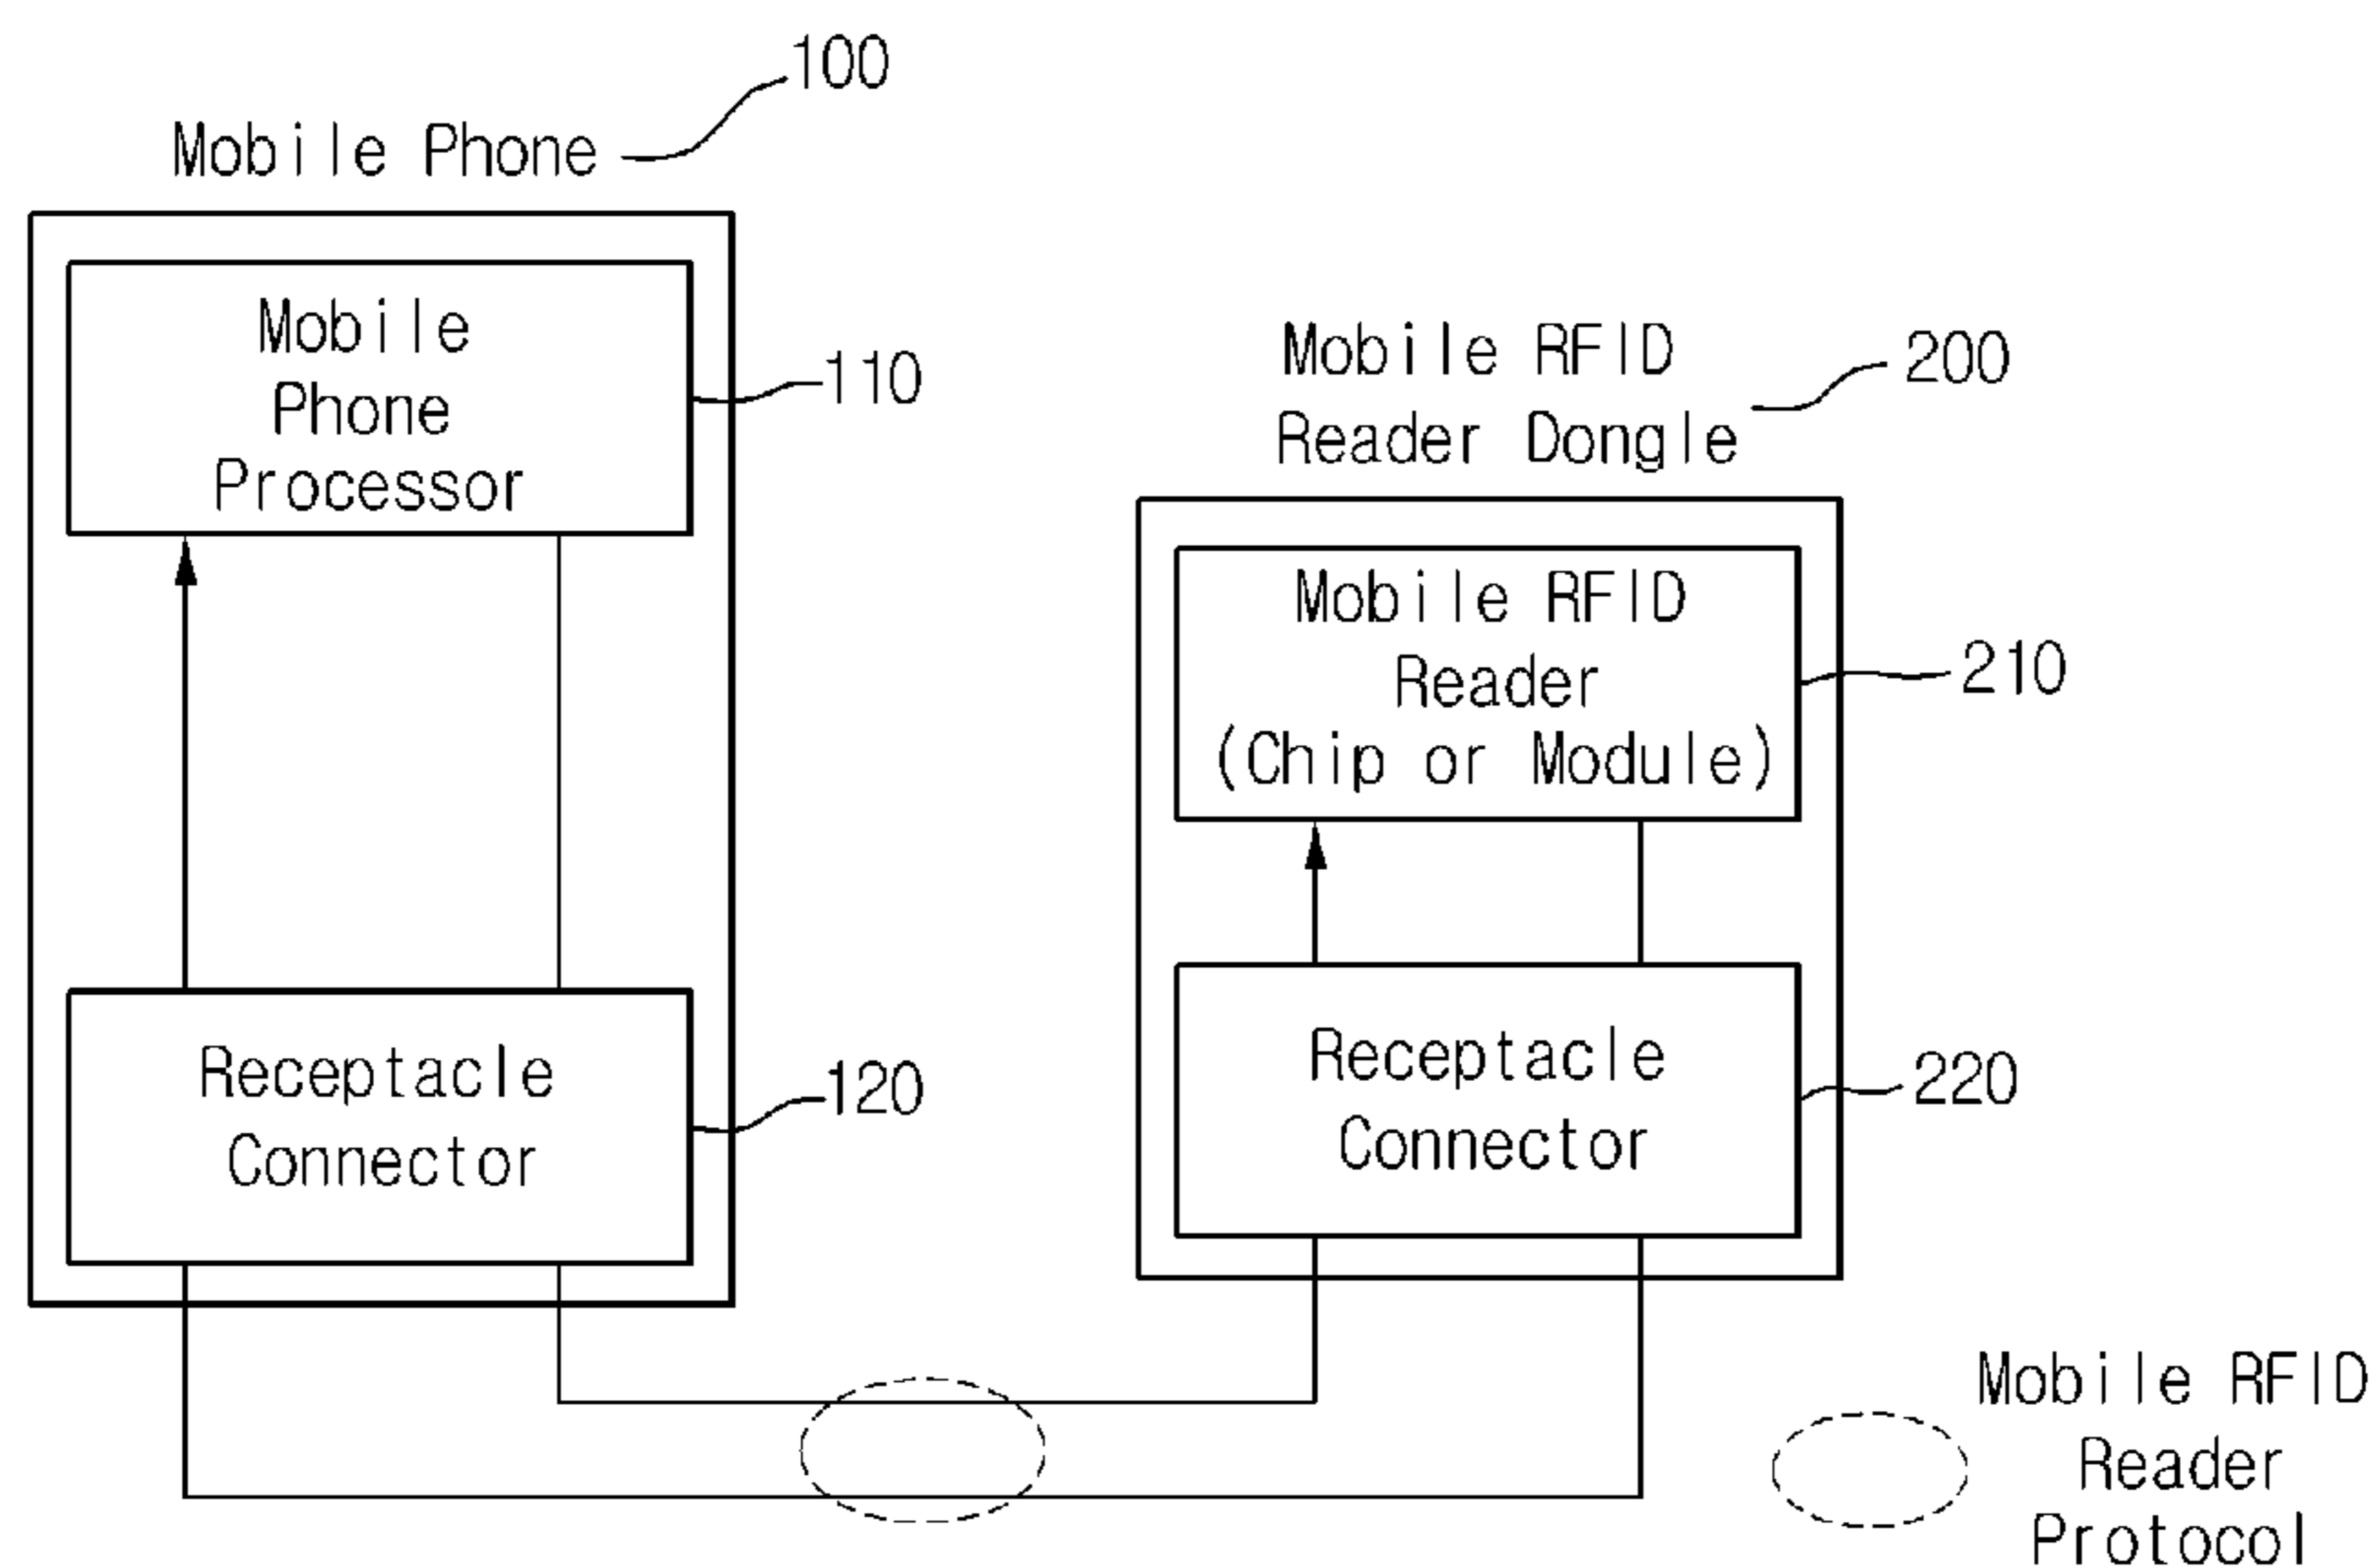 100
Mobile Phone
Mobile
Phone
Processor
110
Receptacle
Connector
120
Mobile RFID
Reader Dongle
200
Mobile RFID
Reader
(Chip or Module)
210
Receptacle
Connector
220
Mobile RFID
Reader
Protocol